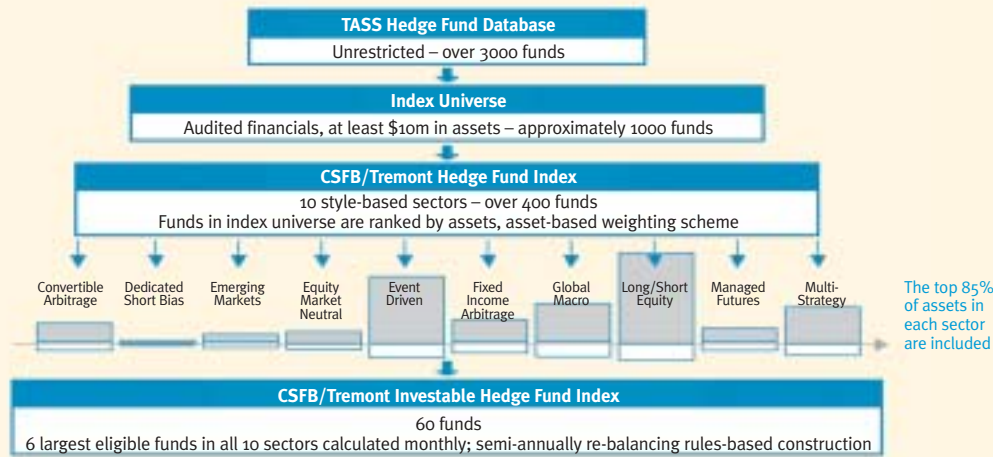 TASS Hedge Fund Database
Unrestricted – over 3000 funds
Index Universe
Audited financials, at least $10m in assets – approximately 1000 funds
CSFB/Tremont Hedge Fund Index
10 style-based sectors – over 400 funds
Funds in index universe are ranked by assets, asset-based weighting scheme
Convertible
Arbitrage
Dedicated
Short Bias
Emerging
Markets
Equity
Market
Neutral
Event
Driven
Fixed
Income
Arbitrage
Global
Macro
Long/Short
Equity
Managed
Futures
Multi-
Strategy
The top 85%
of assets in
each sector
are included
CSFB/Tremont Investable Hedge Fund Index
60 funds
6 largest eligible funds in all 10 sectors calculated monthly; semi-annually re-balancing rules-based construction